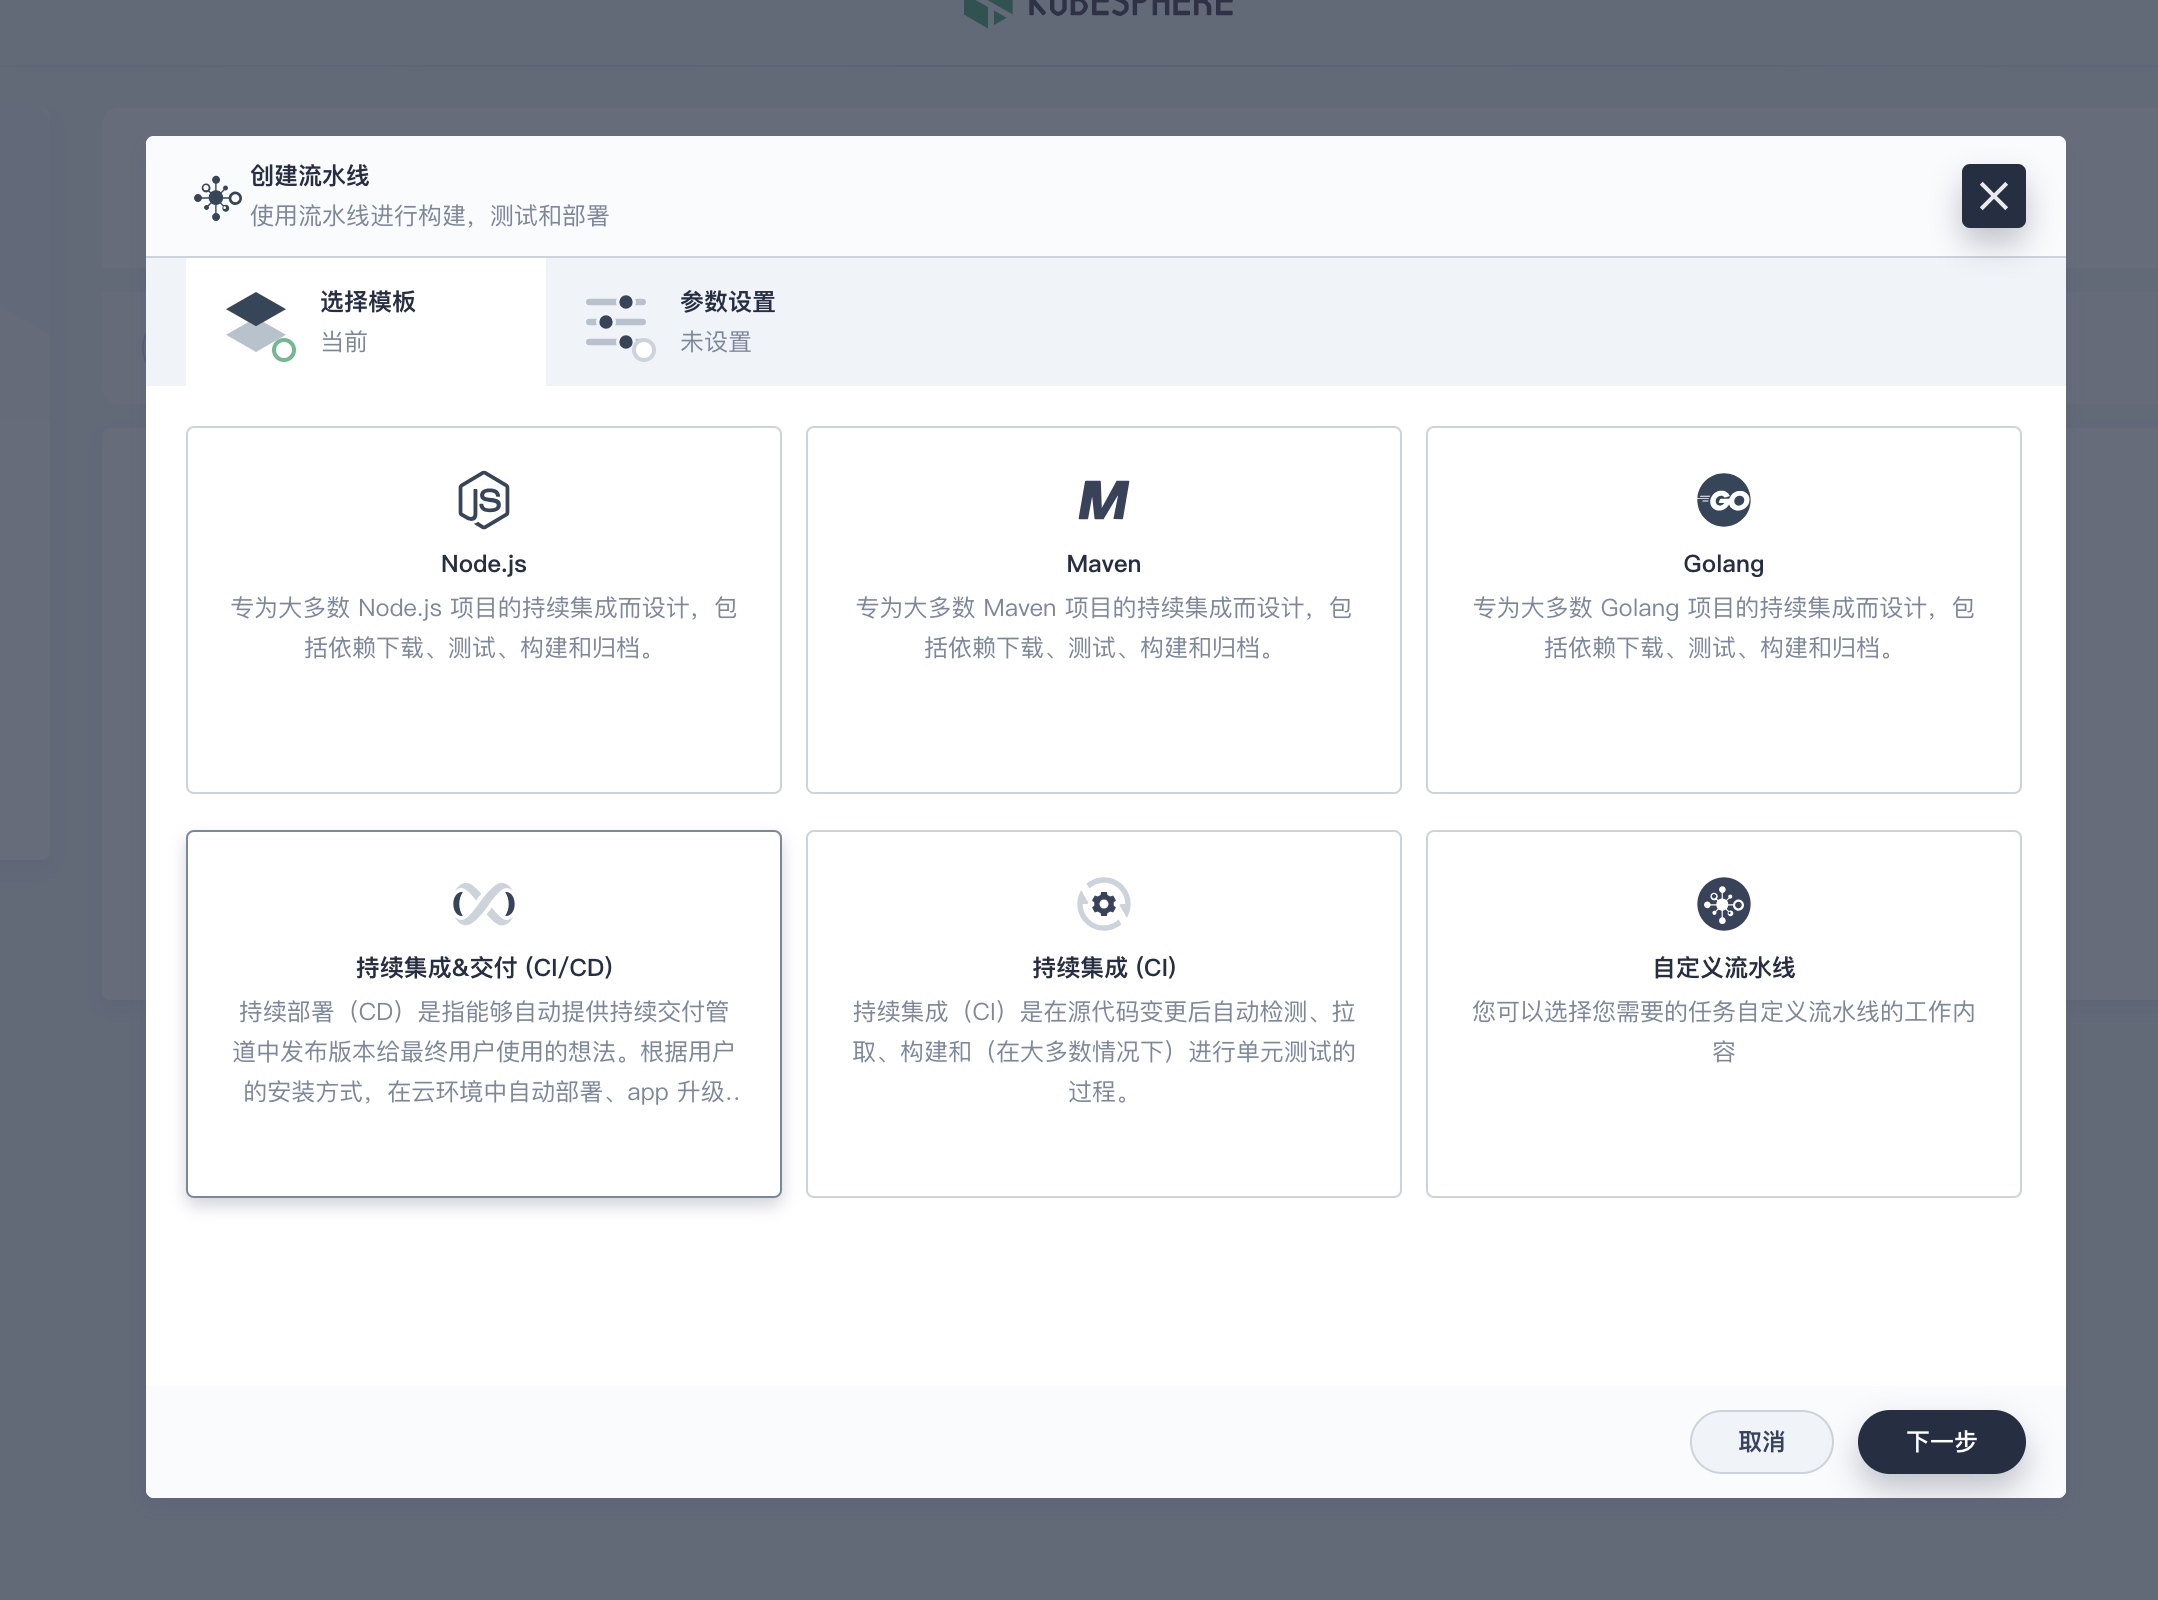 KUBESPHERE
创建流水线
使用流水线进行构建，测试和部署
选择模板
当前
参数设置
未设置
Node.js
专为大多数 Node.js 项目的持续集成而设计，包
括依赖下载、测试、构建和归档。
Maven
专为大多数 Maven 项目的持续集成而设计，包
括依赖下载、测试、构建和归档。
GO
Golang
专为大多数 Golang 项目的持续集成而设计，包
括依赖下载、测试、构建和归档。
持续集成&交付 (CI/CD)
持续部署（CD）是指能够自动提供持续交付管
道中发布版本给最终用户使用的想法。根据用户
的安装方式，在云环境中自动部署、app 升级..
持续集成 (CI)
持续集成（CI）是在源代码变更后自动检测、拉
取、构建和（在大多数情况下）进行单元测试的
过程。
自定义流水线
您可以选择您需要的任务自定义流水线的工作内
容
取消
下一步